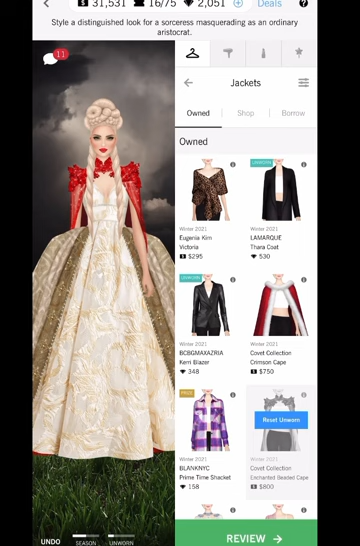 31,531 16/75 2,051 Deals
Style a distinguished look for a sorceress masquerading as an ordinary
aristocrat.
11
Jackets
Owned Shop Borrow
Owned
UNWORN
Winter 2021 Winter 2021
Eugenia Kim LAMARQUE
Victoria Thara Coat
$295 530
UNWORN
Winter 2021 Winter 2021
BCBGMAXAZRIA Covet Collection
Kerri Blazer Crimson Cape
348 $750
PRIZE
Reset Unworn
Winter 2021 Winter 2021
BLANKNYC Covet Collection
Prime Time Shacket Enchanted Beaded Cape
158 $800
UNDO SEASON UNWORN
REVIEW →